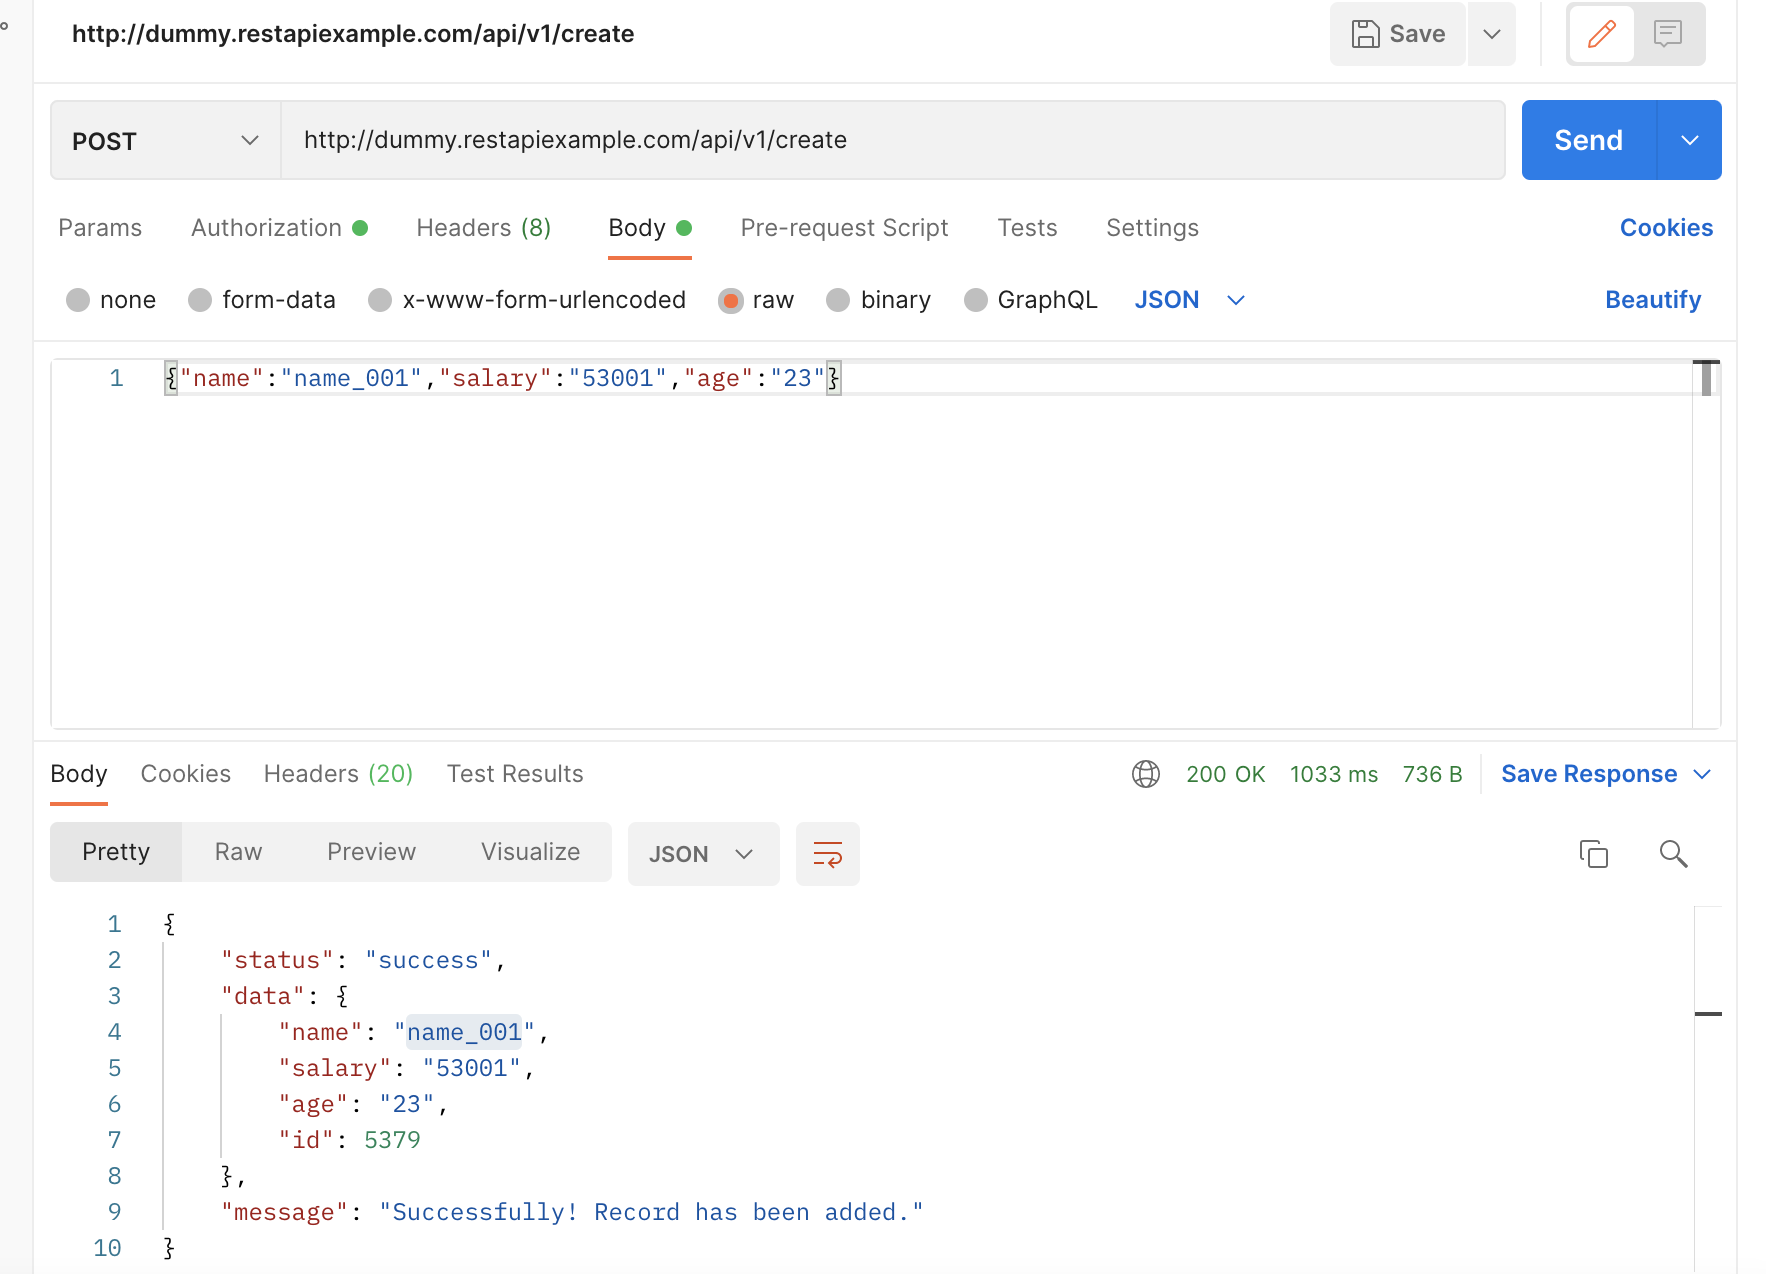 http://dummy.restapiexample.com/api/v1/create Save
POST http://dummy.restapiexample.com/api/v1/create Send
Params Authorization Headers (8) Body Pre-request Script Tests Settings Cookies
none form-data x-www-form-urlencoded raw binary GraphQL JSON Beautify
1 {"name":"name_001","salary":"53001","age":"23"}
Body Cookies Headers (20) Test Results 200 OK 1033 ms 736 B Save Response
Pretty Raw Preview Visualize JSON
1 {
2 "status": "success",
3 "data": {
4 "name": "name_001",
5 "salary": "53001",
6 "age": "23",
7 "id": 5379
8 },
9 "message": "Successfully! Record has been added."
10 }